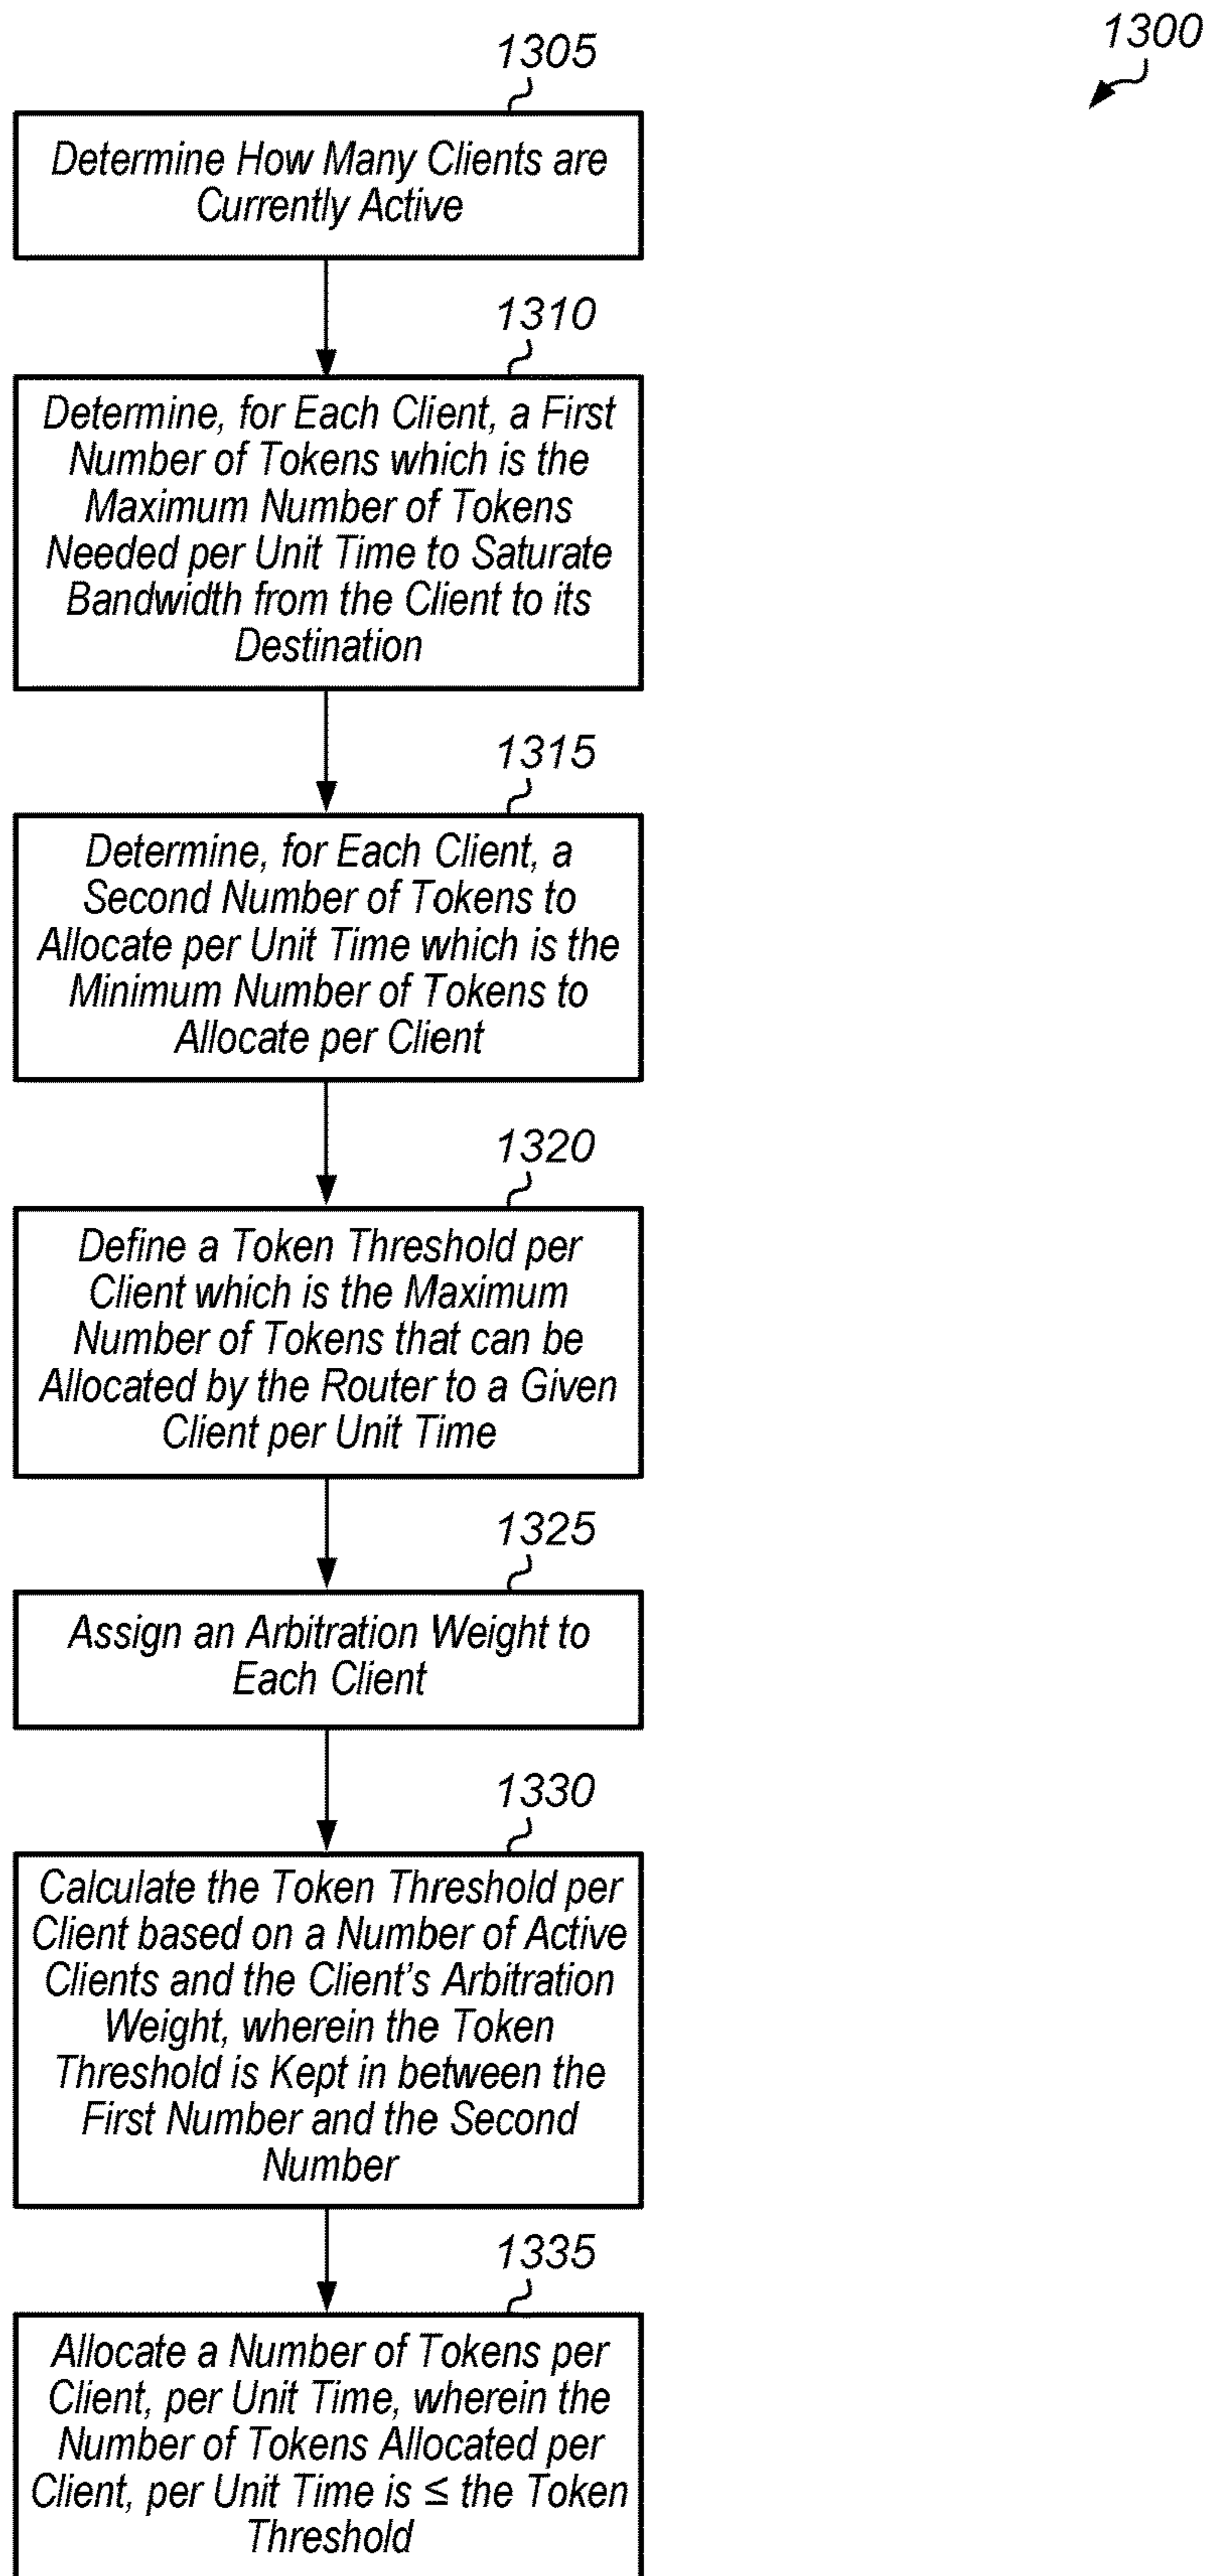 1300
1305
Determine How Many Clients are
Currently Active
1310
Determine, for Each Client, a First
Number of Tokens which is the
Maximum Number of Tokens
Needed per Unit Time to Saturate
Bandwidth from the Client to its
Destination
1315
Determine, for Each Client, a
Second Number of Tokens to
Allocate per Unit Time which is the
Minimum Number of Tokens to
Allocate per Client
1320
Define a Token Threshold per
Client which is the Maximum
Number of Tokens that can be
Allocated by the Router to a Given
Client per Unit Time
1325
Assign an Arbitration Weight to
Each Client
1330
Calculate the Token Threshold per
Client based on a Number of Active
Clients and the Client's Arbitration
Weight, wherein the Token
Threshold is Kept in between the
First Number and the Second
Number
1335
Allocate a Number of Tokens per
Client, per Unit Time, wherein the
Number of Tokens Allocated per
Client, per Unit Time is ≤ the Token
Threshold